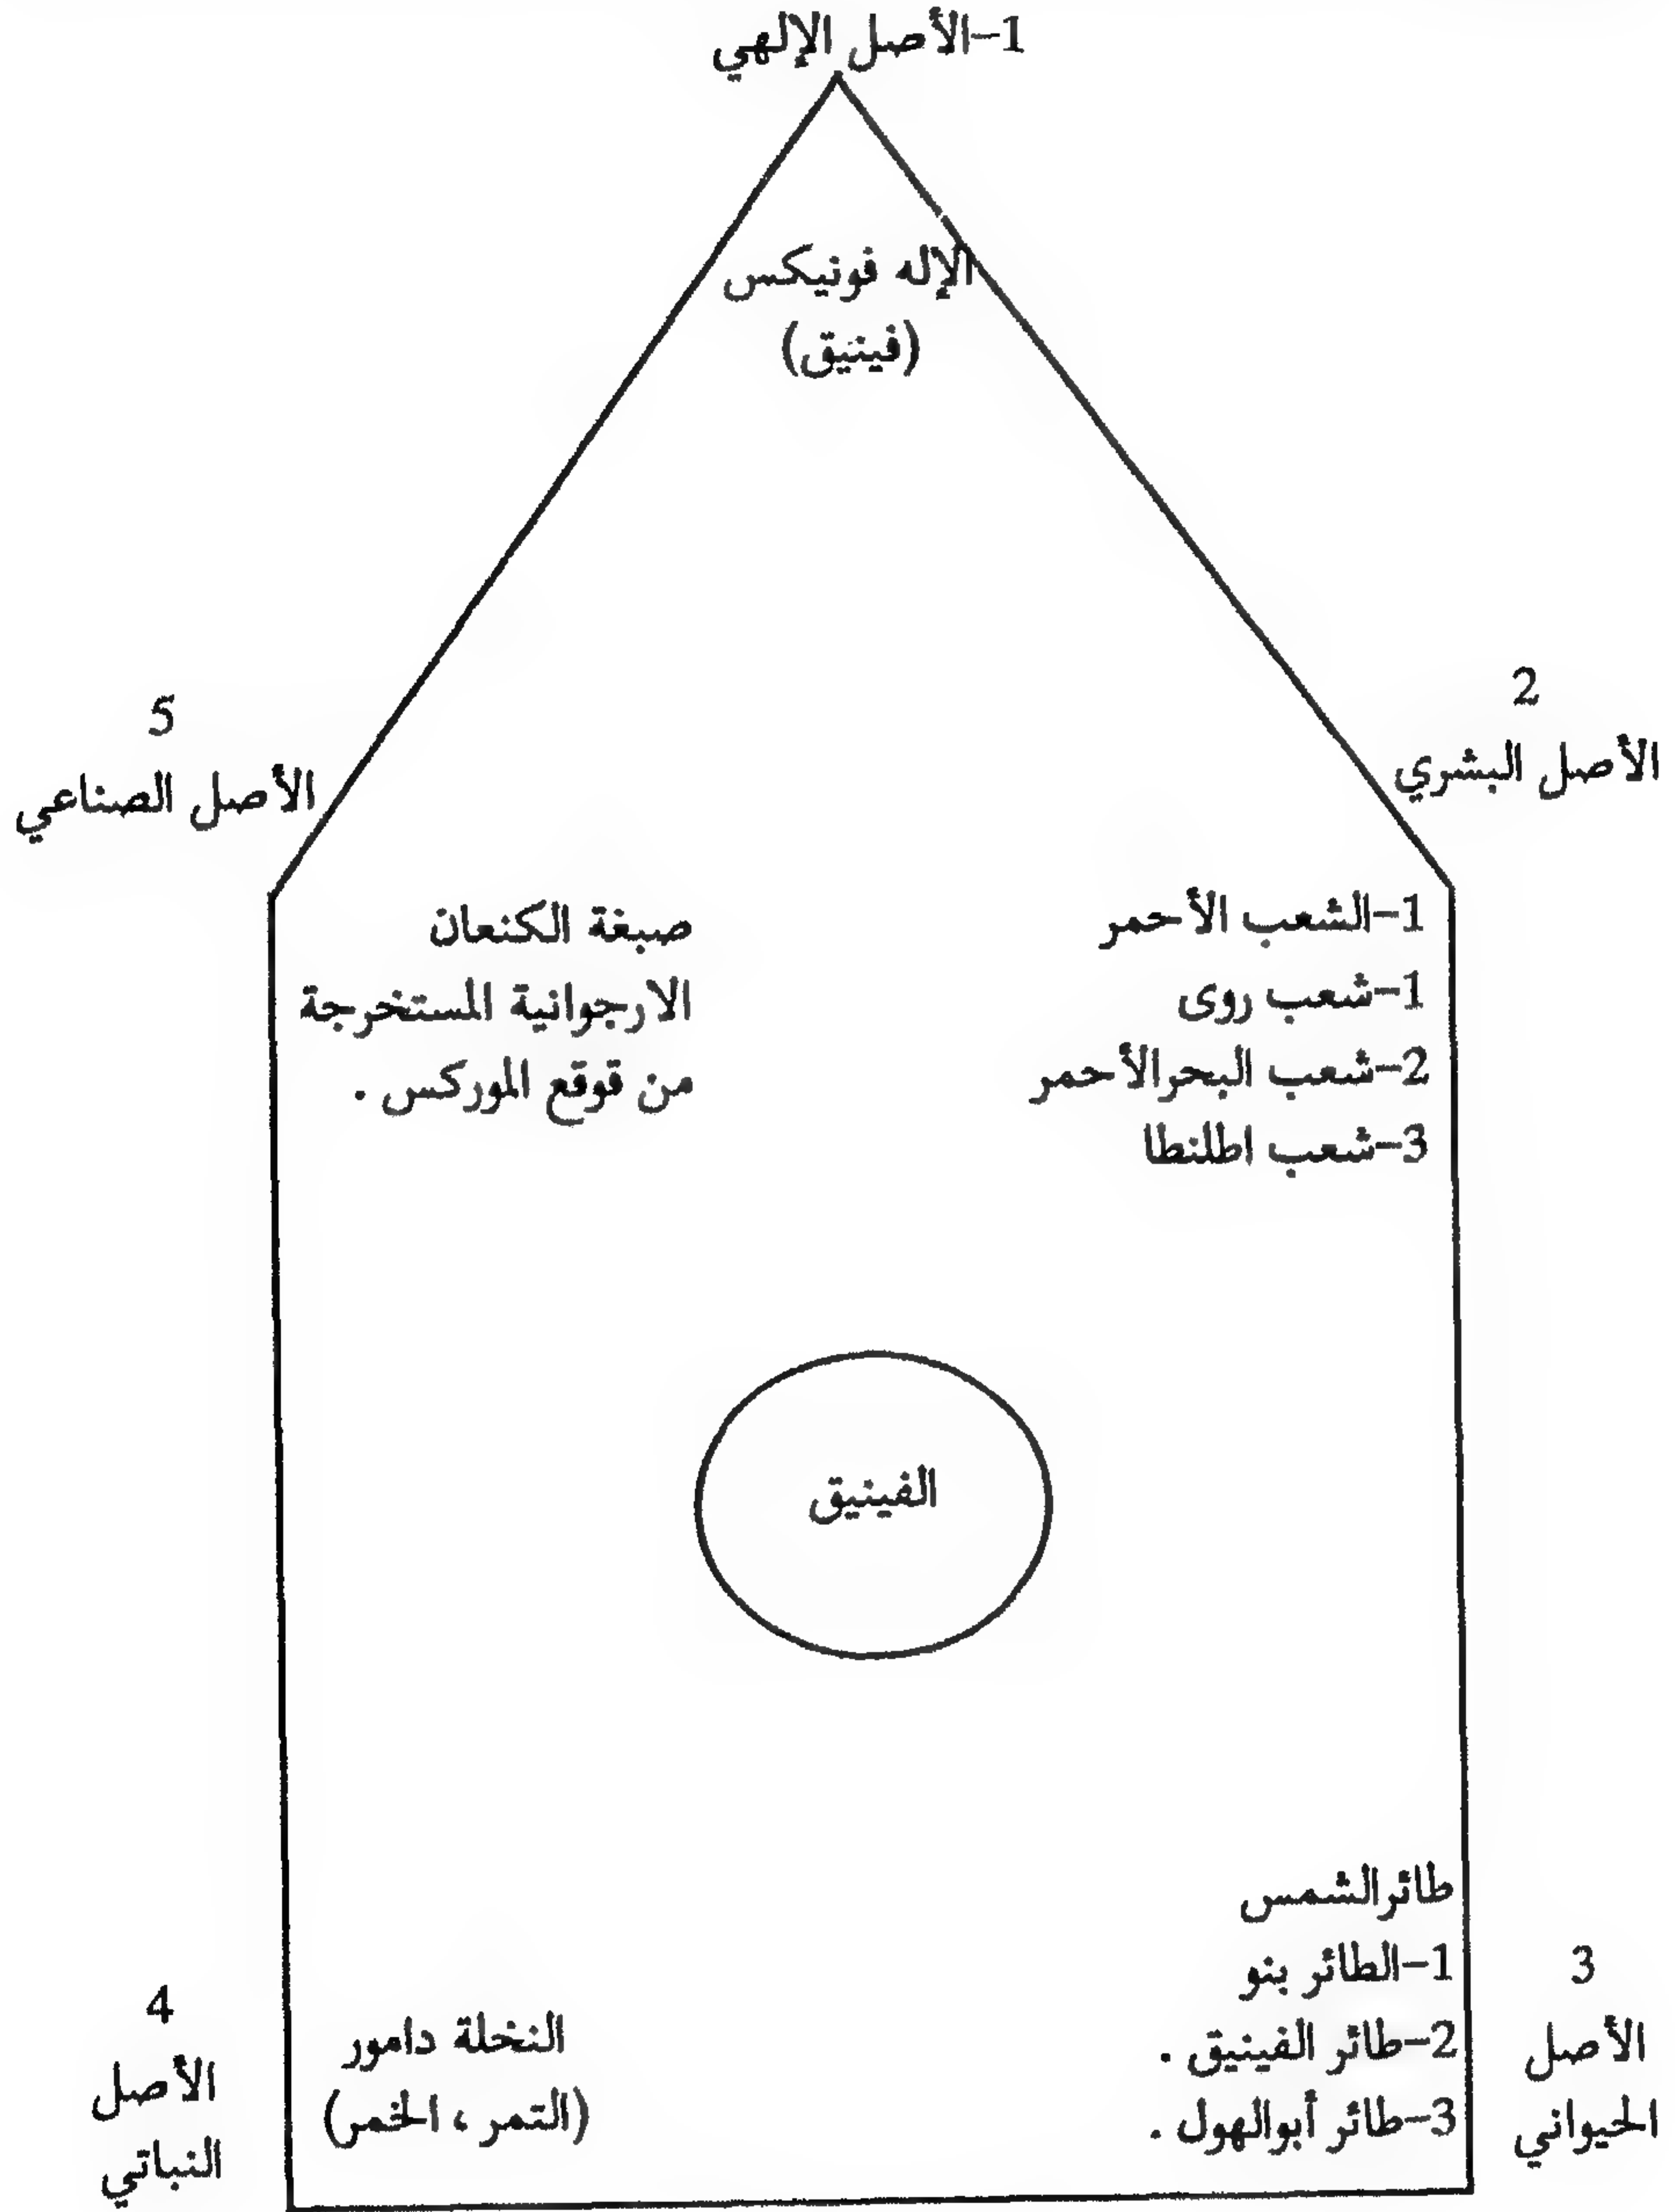 1-الأصل الإلهي
الإله فونيكس
(فينيق)
2
الأصل البشري
5
الأصل الصناعي
1-الشعب الأحمر
1-شعب روى
2-شعب البحرالأحمر
3-شعب اطلنطا
صبغة الكنعان
الارجوانية المستخرجة
من قوقع الموركس .
الفينيق
طائرالشمس
1-الطائر بنو
2-طائر الفينيق .
3-طائر أبوالهول .
3
الأصل
الحيواني
النخلة دامور
(التمر ، الخمر)
4
الأصل
النباتي